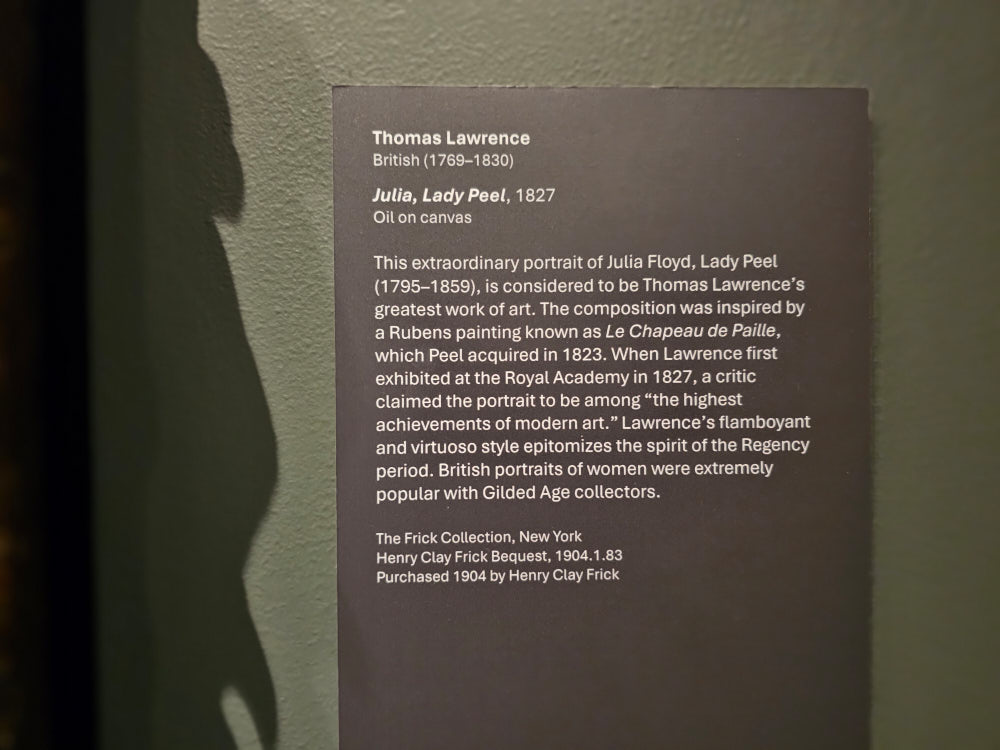 Thomas Lawrence
British (1769–1830)
Julia, Lady Peel, 1827
Oil on canvas
This extraordinary portrait of Julia Floyd, Lady Peel
(1795–1859), is considered to be Thomas Lawrence’s
greatest work of art. The composition was inspired by
a Rubens painting known as Le Chapeau de Paille,
which Peel acquired in 1823. When Lawrence first
exhibited at the Royal Academy in 1827, a critic
claimed the portrait to be among “the highest
achievements of modern art.” Lawrence’s flamboyant
and virtuoso style epitomizes the spirit of the Regency
period. British portraits of women were extremely
popular with Gilded Age collectors.
The Frick Collection, New York
Henry Clay Frick Bequest, 1904.1.83
Purchased 1904 by Henry Clay Frick